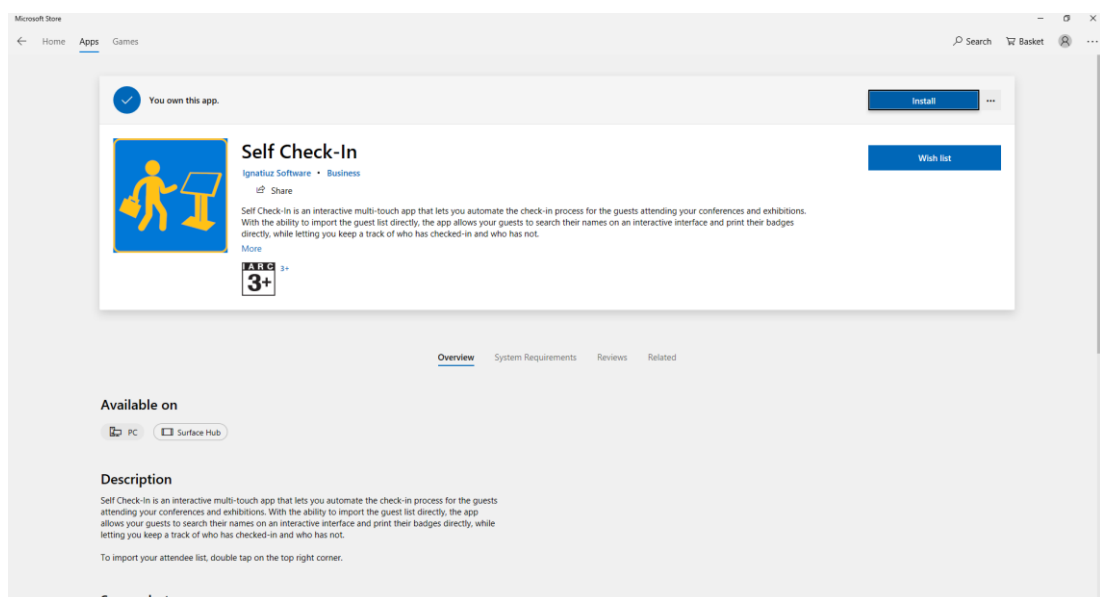 Microsoft Store
Home Apps Games Search Basket
You own this app. Install
Self Check-In
Wish list
Ignatiuz Software • Business
Share
Self Check-In is an interactive multi-touch app that lets you automate the check-in process for the guests attending your conferences and exhibitions.
With the ability to import the guest list directly, the app allows your guests to search their names on an interactive interface and print their badges
directly, while letting you keep a track of who has checked-in and who has not.
More
IARC 3+
3+
Overview System Requirements Reviews Related
Available on
PC Surface Hub
Description
Self Check-In is an interactive multi-touch app that lets you automate the check-in process for the guests
attending your conferences and exhibitions. With the ability to import the guest list directly, the app
allows your guests to search their names on an interactive interface and print their badges directly, while
letting you keep a track of who has checked-in and who has not.
To import your attendee list, double tap on the top right corner.